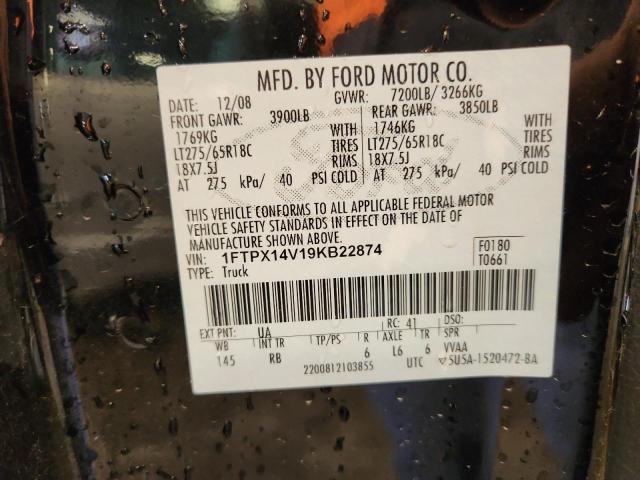 MFD. BY FORD MOTOR CO.
DATE: 12/08 GVWR: 7200LB/ 3266KG
FRONT GAWR: 3900LB REAR GAWR: 3850LB
1769KG WITH 1746KG WITH
LT275/65R18C TIRES LT275/65R18C TIRES
18X7.5J RIMS 18X7.5J RIMS
AT 275 kPa/ 40 PSI COLD AT 275 kPa/ 40 PSI COLD
THIS VEHICLE CONFORMS TO ALL APPLICABLE FEDERAL MOTOR
VEHICLE SAFETY STANDARDS IN EFFECT ON THE DATE OF
MANUFACTURE SHOWN ABOVE.
VIN: 1FTPX14V19KB22874 F0180
TYPE: Truck T0661
EXT PNT: UA RC: 41 DSO:
WB INT TR TP/PS R AXLE TR SPR
145 RB 6 L6 6 VVAA
2200812103855 UTC 5U5A-1520472-BA